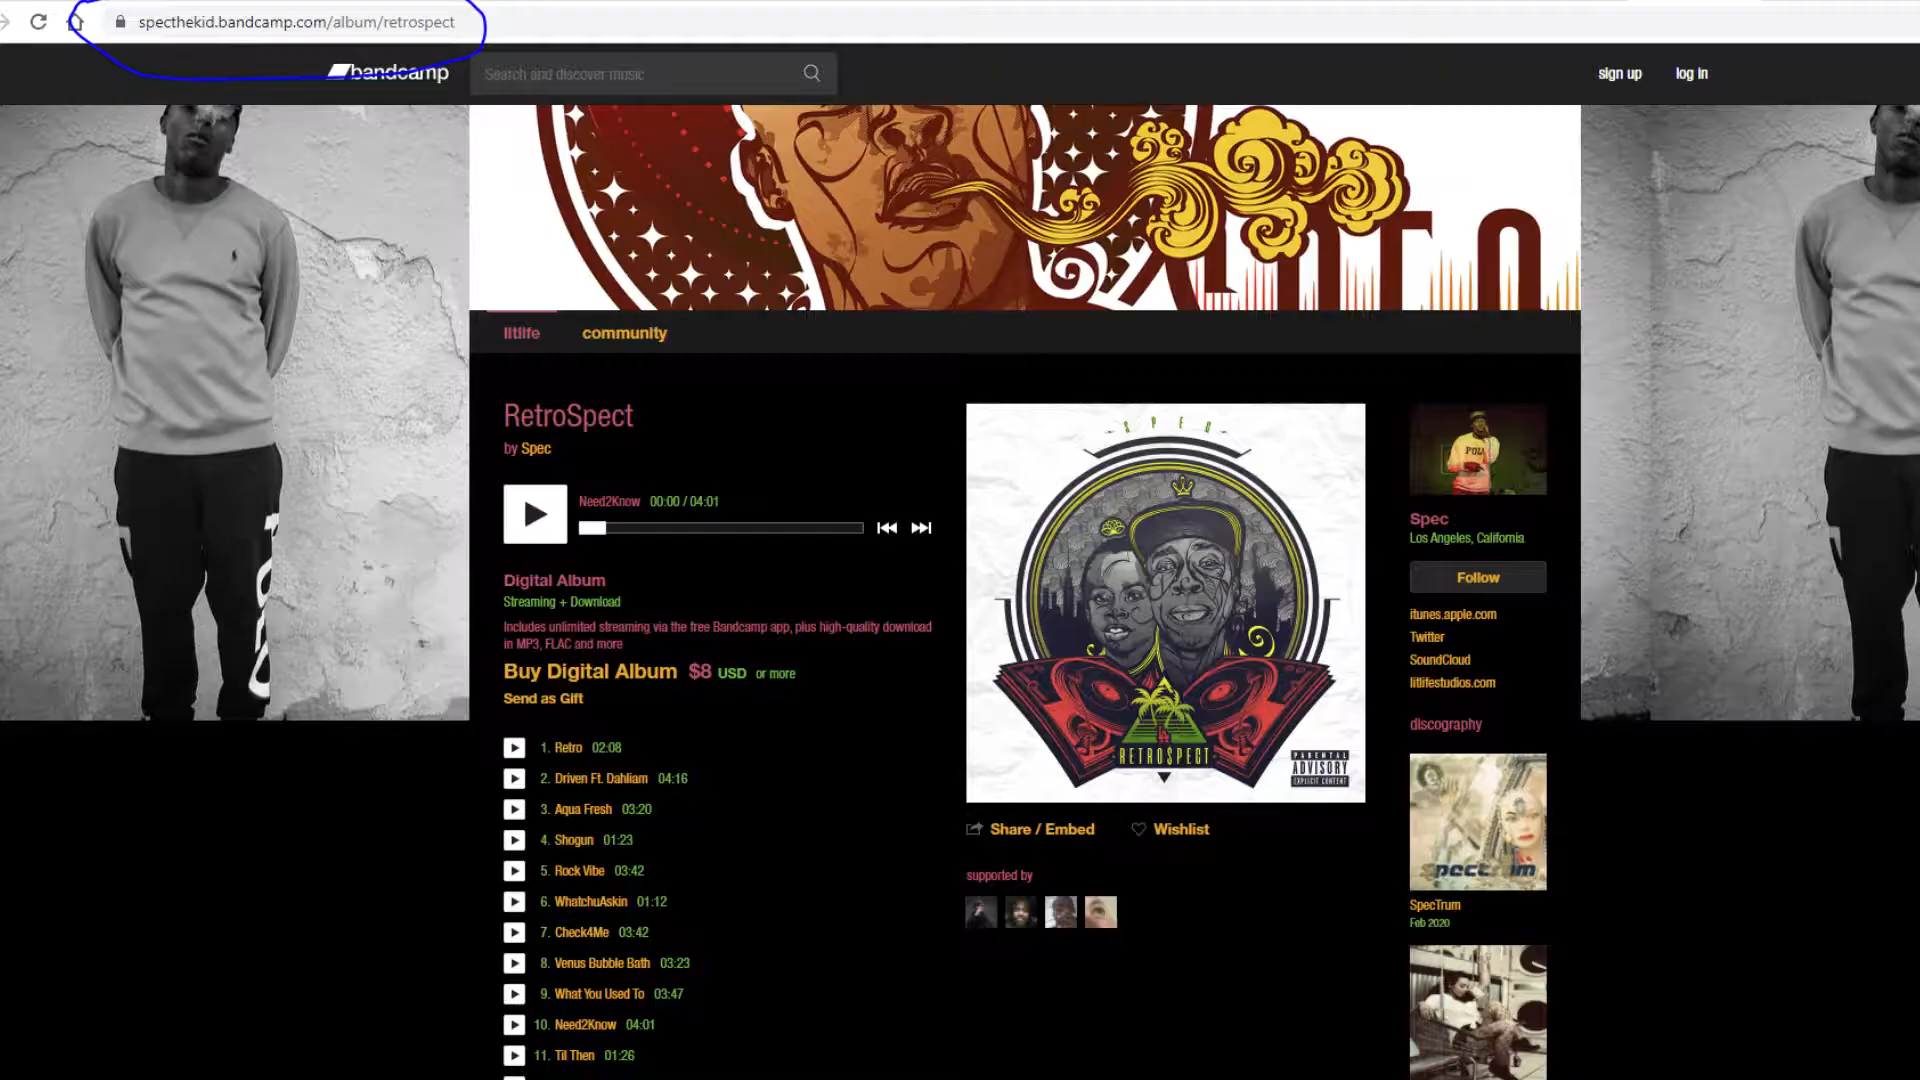 specthekid.bandcamp.com/album/retrospect
bandcamp
Search and discover music
sign up
log in
litlife
community
RetroSpect
by Spec
Need2Know 00:00 / 04:01
Digital Album
Streaming + Download
Includes unlimited streaming via the free Bandcamp app, plus high-quality download
in MP3, FLAC and more
Buy Digital Album $8 USD or more
Send as Gift
1. Retro 02:08
2. Driven Ft. Dahliam 04:16
3. Aqua Fresh 03:20
4. Shogun 01:23
5. Rock Vibe 03:42
6. WhatchuAskin 01:12
7. Check4Me 03:42
8. Venus Bubble Bath 03:23
9. What You Used To 03:47
10. Need2Know 04:01
11. Til Then 01:26
SPEC
RETRO$PECT
PARENTAL
ADVISORY
EXPLICIT CONTENT
Share / Embed
Wishlist
supported by
Spec
Los Angeles, California
Follow
itunes.apple.com
Twitter
SoundCloud
litlifestudios.com
discography
SpecTrum
Feb 2020